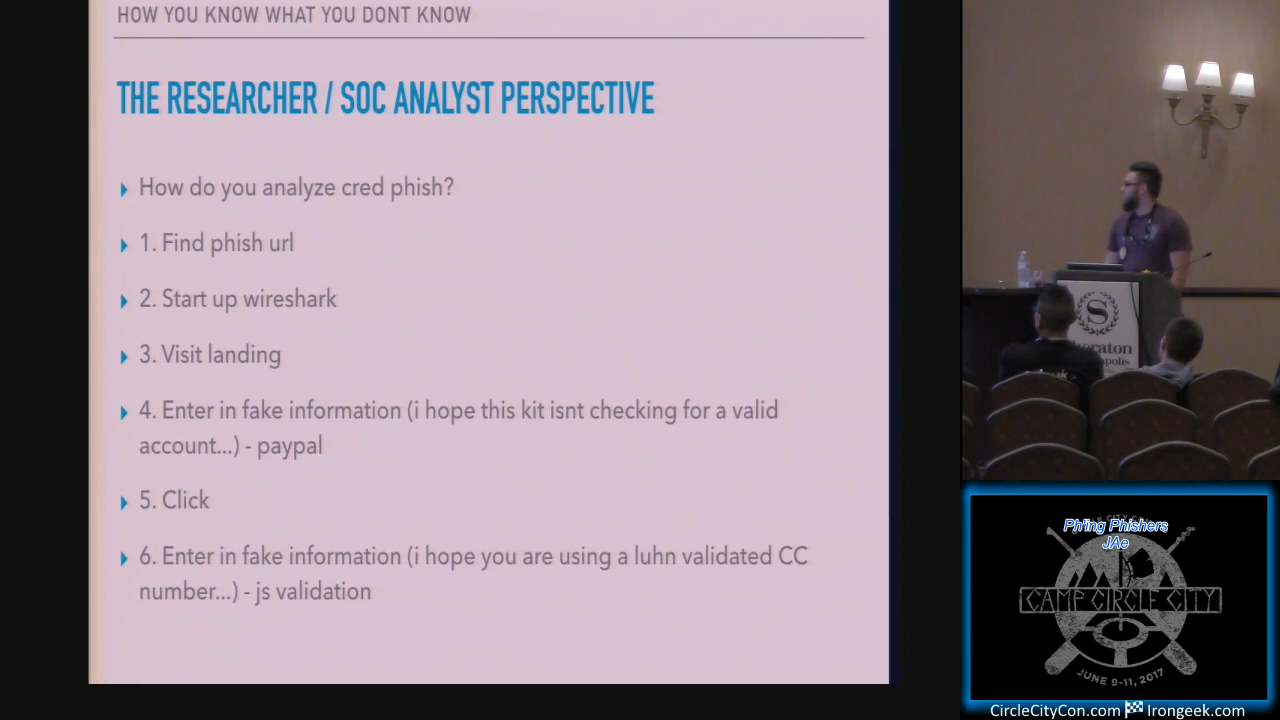 HOW YOU KNOW WHAT YOU DONT KNOW
THE RESEARCHER / SOC ANALYST PERSPECTIVE
How do you analyze cred phish?
1. Find phish url
2. Start up wireshark
3. Visit landing
4. Enter in fake information (i hope this kit isnt checking for a valid
account...) - paypal
5. Click
6. Enter in fake information (i hope you are using a luhn validated CC
number...) - js validation
S
Ph'ing Phishers
JAe
CAMP CIRCLE CITY
JUNE 9-11, 2017
CircleCityCon.com Irongeek.com